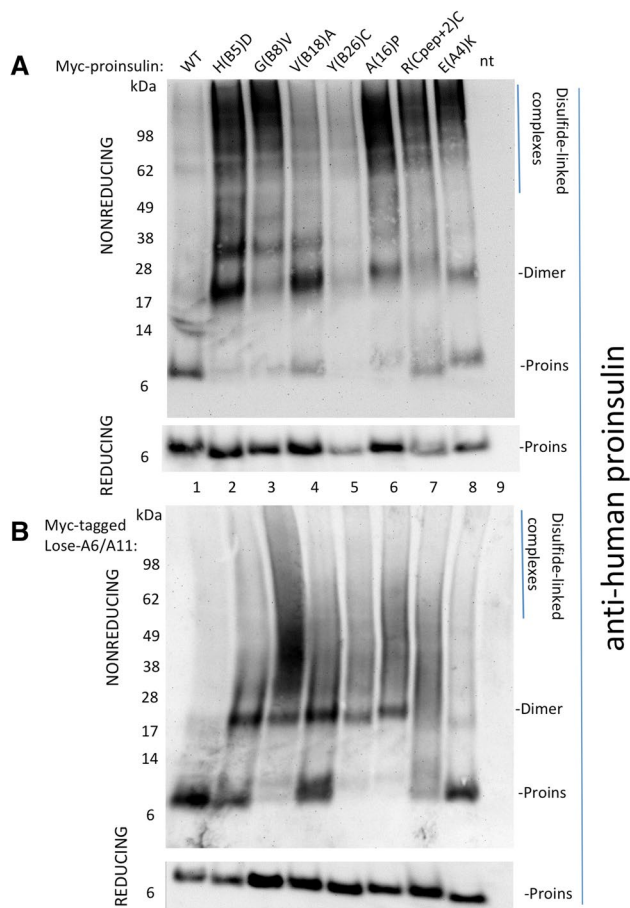 A
Myc-proinsulin:
WT
H(B5)D
G(B8)V
V(B18)A
Y(B26)C
A(16)P
R(Cpep+2)C
E(A4)K
nt
kDa
98
62
49
38
28
17
14
6
NONREDUCING
Disulfide-linked
complexes
-Dimer
-Proins
REDUCING
6
-Proins
1 2 3 4 5 6 7 8 9
B
Myc-tagged
Lose-A6/A11:
kDa
98
62
49
38
28
17
14
6
NONREDUCING
Disulfide-linked
complexes
-Dimer
-Proins
REDUCING
6
-Proins
anti-human proinsulin